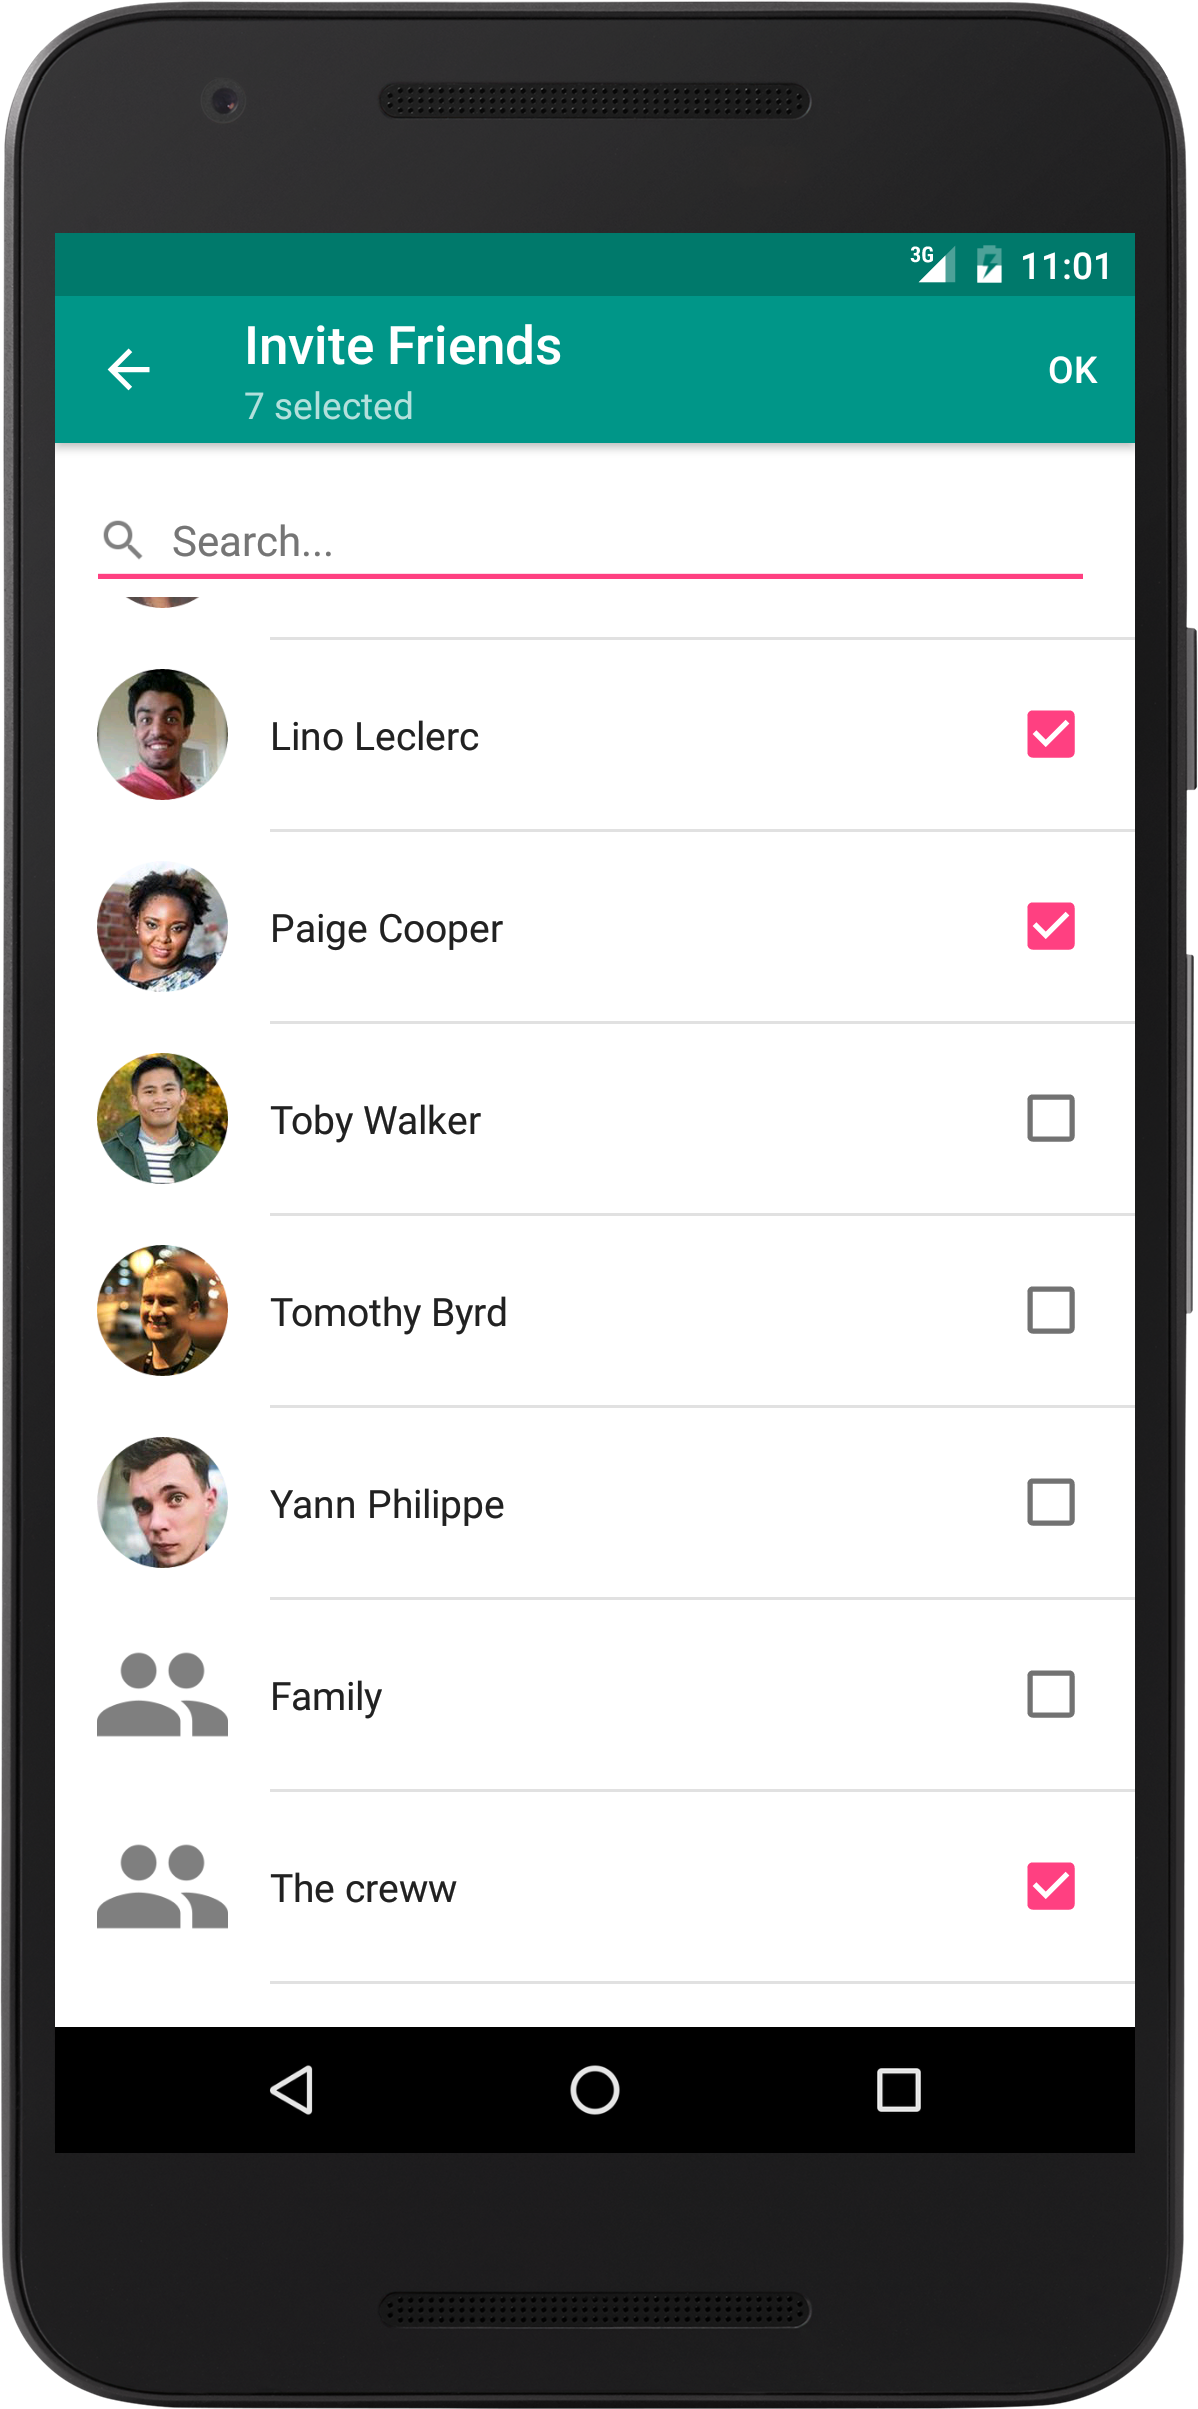 3G 11:01
Invite Friends
7 selected
OK
Search...
Lino Leclerc
Paige Cooper
Toby Walker
Tomothy Byrd
Yann Philippe
Family
The creww